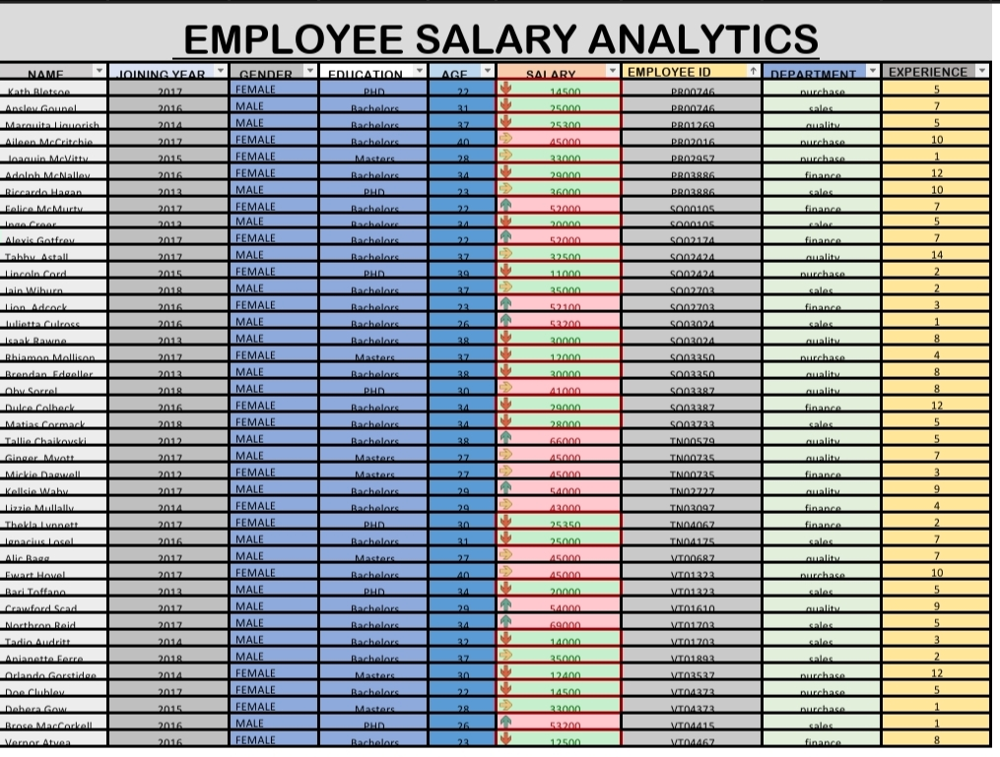 EMPLOYEE SALARY ANALYTICS
NAME JOINING YEAR GENDER EDUCATION AGE SALARY EMPLOYEE ID DEPARTMENT EXPERIENCE
Kath Bletsoe 2017 FEMALE PHD 22 14500 PR00746 purchase 5
Ansley Gounel 2016 MALE Bachelors 31 25000 PR00746 sales 7
Marquita Liquorish 2014 MALE Bachelors 37 25300 PR01269 quality 5
Aileen McCritchie 2017 FEMALE Bachelors 40 45000 PR02016 purchase 10
Joaquin McVitty 2015 FEMALE Masters 28 33000 PR02957 purchase 1
Adolph McNalley 2016 FEMALE Bachelors 34 29000 PR03886 finance 12
Riccardo Hagan 2013 MALE PHD 23 36000 PR03886 sales 10
Felice McMurty 2017 FEMALE Bachelors 22 52000 SQ00105 finance 7
Inge Creer 2013 MALE Bachelors 34 20000 SQ00105 sales 5
Alexis Gotfrey 2017 FEMALE Bachelors 22 52000 SQ02174 finance 7
Tabby Astall 2017 MALE Bachelors 37 32500 SQ02424 quality 14
Lincoln Cord 2015 FEMALE PHD 39 11000 SQ02424 purchase 2
Iain Wiburn 2018 MALE Bachelors 37 35000 SQ02703 sales 2
Lion Adcock 2016 FEMALE Bachelors 23 52100 SQ02703 finance 3
Julietta Culross 2016 MALE Bachelors 26 53200 SQ03024 sales 1
Isaak Rawne 2013 MALE Bachelors 38 30000 SQ03024 quality 8
Rhiamon Mollison 2017 FEMALE Masters 37 12000 SQ03350 purchase 4
Brendan Edgeller 2013 MALE Bachelors 38 30000 SQ03350 quality 8
Oby Sorrel 2018 MALE PHD 30 41000 SQ03387 quality 8
Dulce Colbeck 2016 FEMALE Bachelors 34 29000 SQ03387 finance 12
Matias Cormack 2018 FEMALE Bachelors 34 28000 SQ03733 sales 5
Tallie Chaikovski 2012 MALE Bachelors 38 66000 TN00579 quality 5
Ginger Myott 2017 MALE Masters 27 45000 TN00735 quality 7
Mickie Dagwell 2012 FEMALE Masters 27 45000 TN00735 finance 3
Kellsie Waby 2017 MALE Bachelors 29 54000 TN02727 quality 9
Lizzie Mullally 2014 FEMALE Bachelors 29 43000 TN03097 finance 4
Thekla Lynnett 2017 FEMALE PHD 30 25350 TN04067 finance 2
Ignacius Losel 2016 MALE Bachelors 31 25000 TN04175 sales 7
Alic Bagg 2017 MALE Masters 27 45000 VT00687 quality 7
Ewart Hovel 2017 FEMALE Bachelors 40 45000 VT01323 purchase 10
Bari Toffano 2013 MALE PHD 34 20000 VT01323 sales 5
Crawford Scad 2017 MALE Bachelors 29 54000 VT01610 quality 9
Northrop Reid 2017 MALE Bachelors 34 69000 VT01703 sales 5
Tadio Audritt 2014 MALE Bachelors 32 14000 VT01703 sales 3
Anjanette Ferre 2018 MALE Bachelors 37 35000 VT01893 sales 2
Orlando Gorstidge 2014 FEMALE Masters 30 12400 VT03537 purchase 12
Doe Clubley 2017 FEMALE Bachelors 22 14500 VT04373 purchase 5
Debera Gow 2015 FEMALE Masters 28 33000 VT04373 purchase 1
Brose MacCorkell 2016 MALE PHD 26 53200 VT04415 sales 1
Vernor Atyea 2016 FEMALE Bachelors 23 12500 VT04467 finance 8